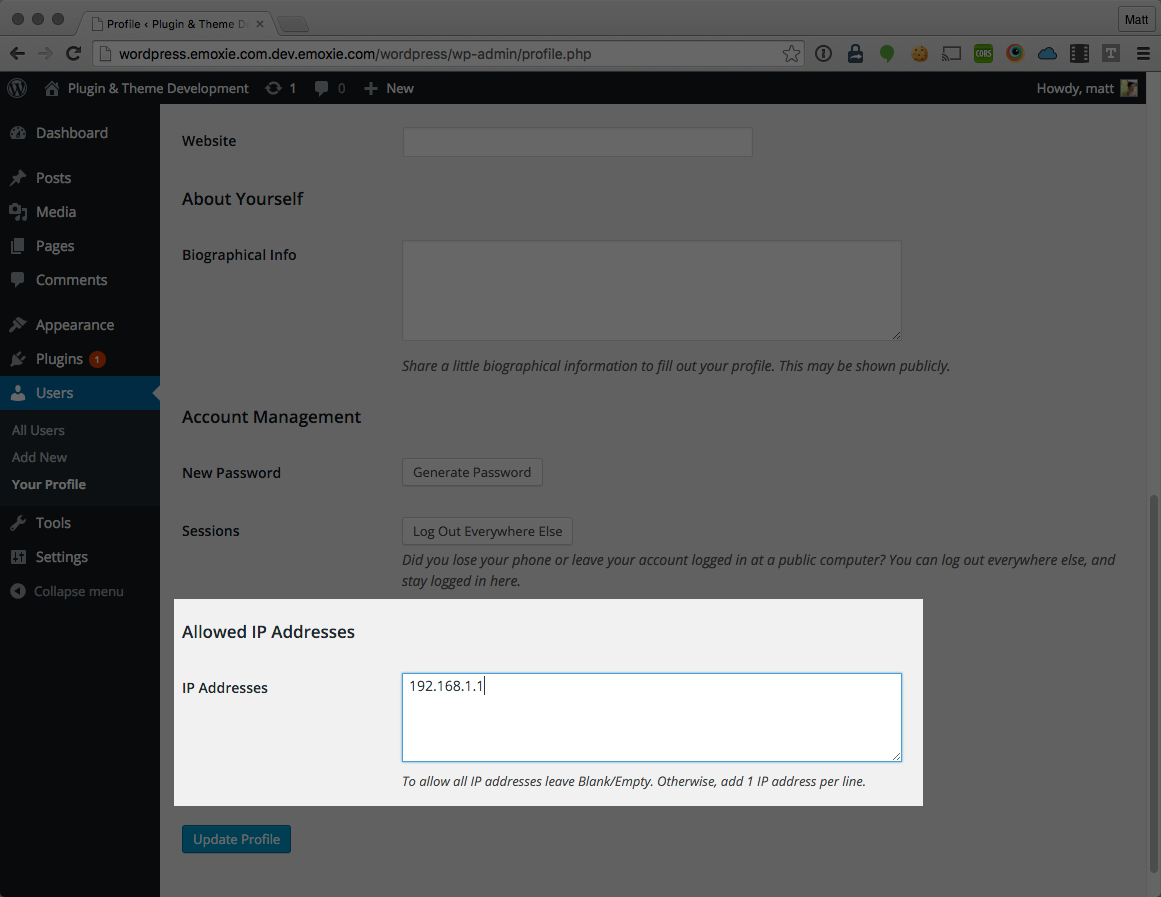 Profile ‹ Plugin & Theme De
Matt
wordpress.emoxie.com.dev.emoxie.com/wordpress/wp-admin/profile.php
CORS
T
Plugin & Theme Development
1
0
New
Howdy, matt
Dashboard
Posts
Media
Pages
Comments
Appearance
Plugins 1
Users
All Users
Add New
Your Profile
Tools
Settings
Collapse menu
Website
About Yourself
Biographical Info
Share a little biographical information to fill out your profile. This may be shown publicly.
Account Management
New Password
Generate Password
Sessions
Log Out Everywhere Else
Did you lose your phone or leave your account logged in at a public computer? You can log out everywhere else, and
stay logged in here.
Allowed IP Addresses
IP Addresses
192.168.1.1
To allow all IP addresses leave Blank/Empty. Otherwise, add 1 IP address per line.
Update Profile